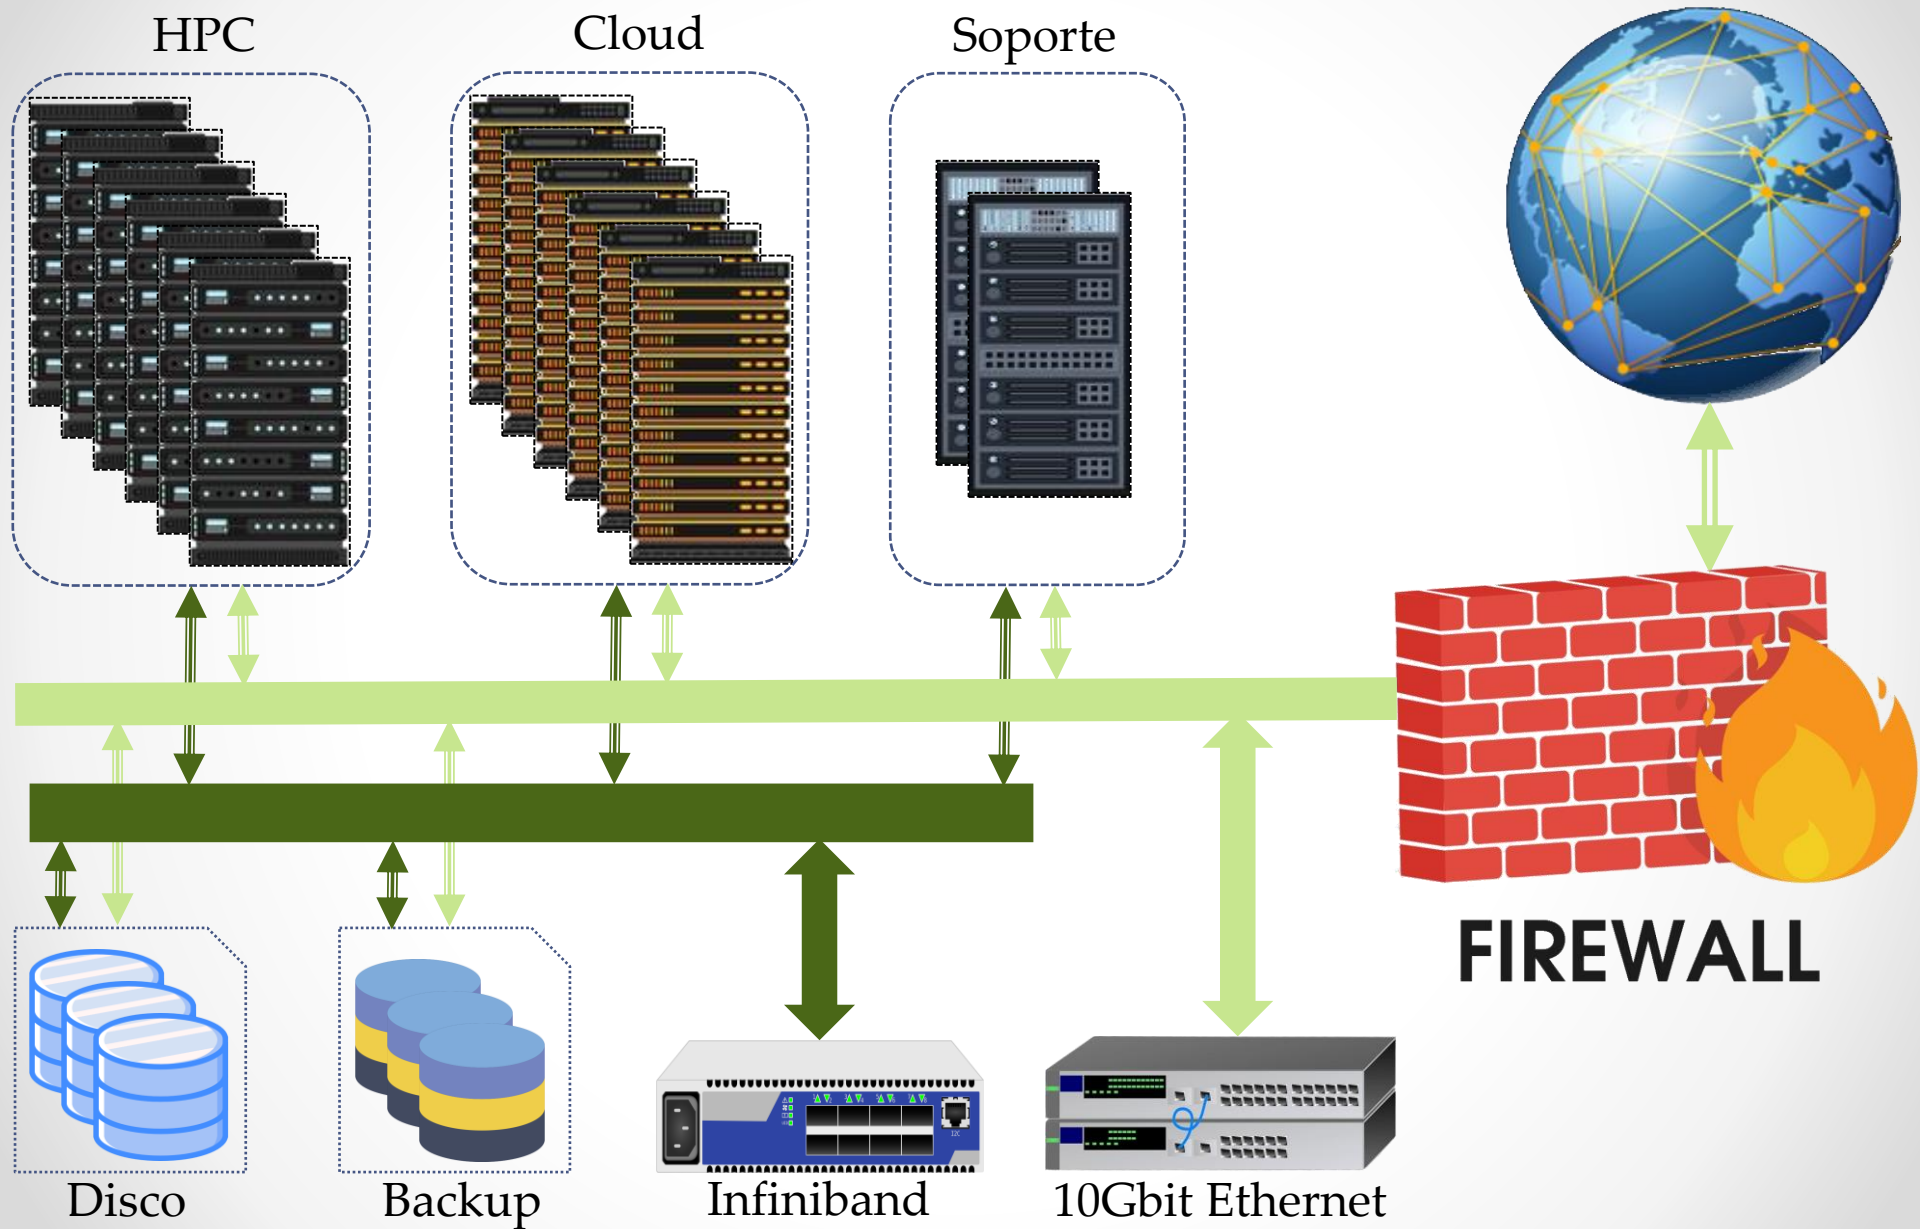 HPC
Cloud
Soporte
FIREWALL
Disco
Backup
Infiniband
10Gbit Ethernet